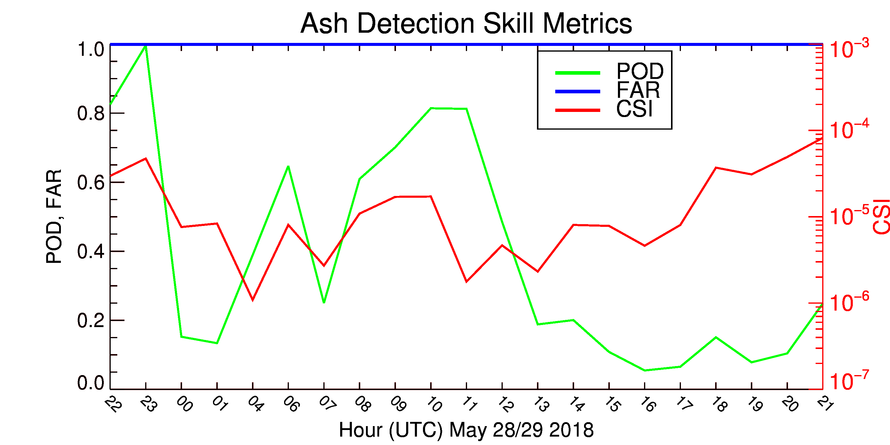 Ash Detection Skill Metrics
1.0
0.8
0.6
0.4
0.2
0.0
POD, FAR
POD
FAR
CSI
10⁻³
10⁻⁴
10⁻⁵
10⁻⁶
10⁻⁷
CSI
22 23 00 01 04 06 07 08 09 10 11 12 13 14 15 16 17 18 19 20 21
Hour (UTC) May 28/29 2018